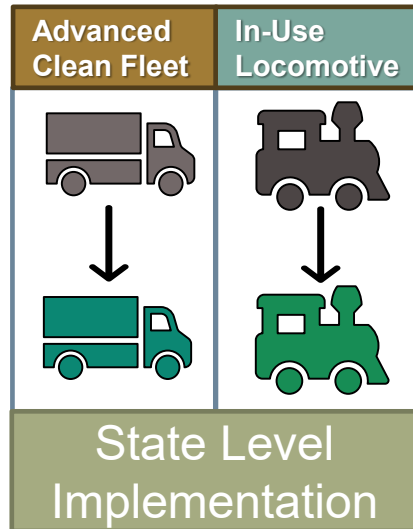 Advanced
Clean Fleet
In-Use
Locomotive
State Level
Implementation